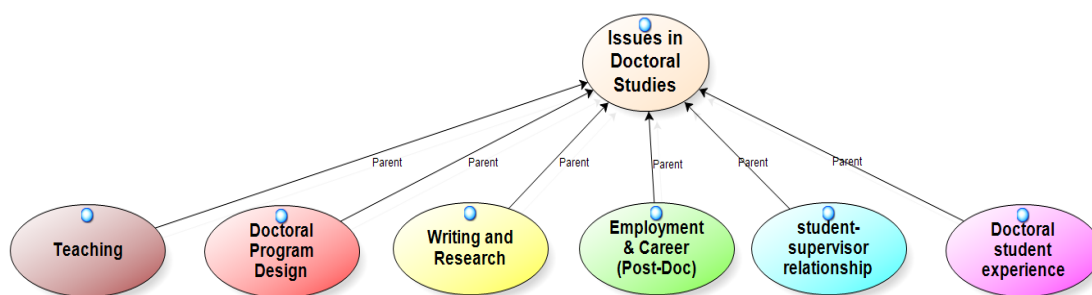 Issues in
Doctoral
Studies
Parent
Parent
Parent
Parent
Parent
Parent
Teaching
Doctoral
Program
Design
Writing and
Research
Employment
& Career
(Post-Doc)
student-
supervisor
relationship
Doctoral
student
experience